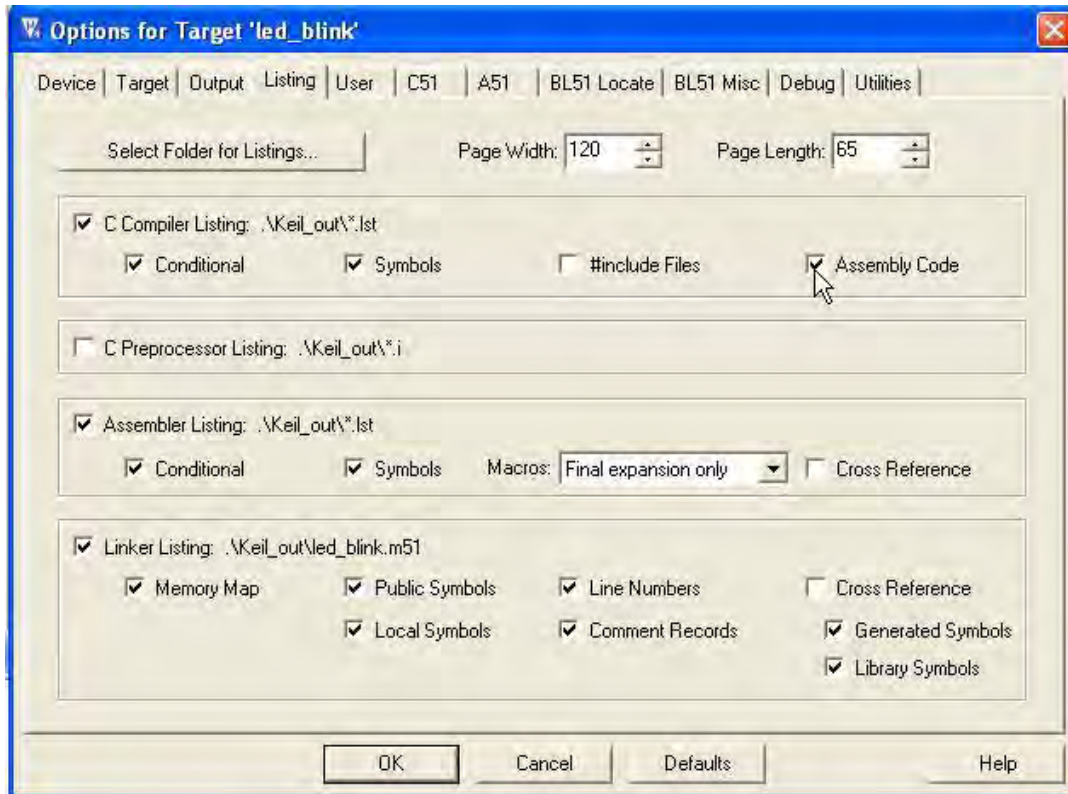 Options for Target 'led_blink'
Device Target Output Listing User C51 A51 BL51 Locate BL51 Misc Debug Utilities
Select Folder for Listings... Page Width: 120 Page Length: 65
C Compiler Listing: .\Keil_out\*.lst
Conditional Symbols #include Files Assembly Code
C Preprocessor Listing: .\Keil_out\*.i
Assembler Listing: .\Keil_out\*.lst
Conditional Symbols Macros: Final expansion only Cross Reference
Linker Listing: .\Keil_out\led_blink.m51
Memory Map Public Symbols Line Numbers Cross Reference
Local Symbols Comment Records Generated Symbols
Library Symbols
OK Cancel Defaults Help